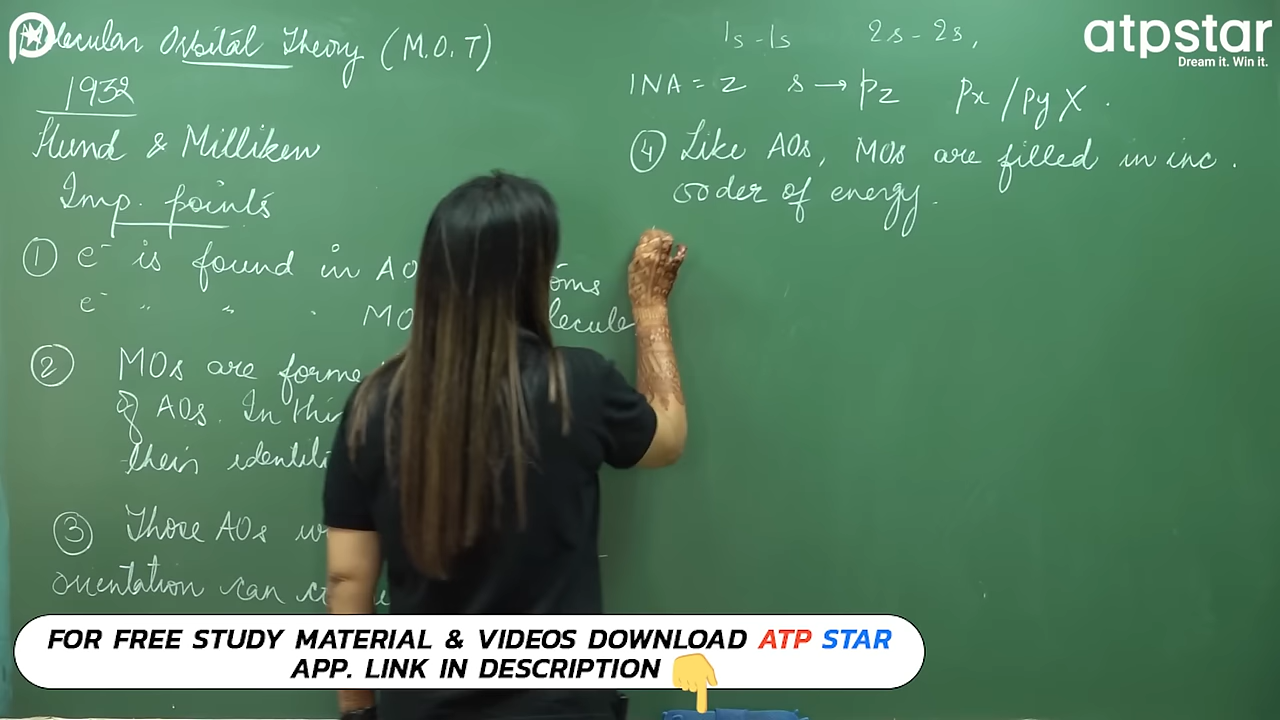 Molecular Orbital Theory (M.O.T)
1932
Hund & Milliken
Imp. points
① e⁻ is found in AO oms
e⁻ " " " MO lecule
② MOs are forme
of AOs. In thi
their identit
③ Those AOs w
orientation can c
1s-1s 2s-2s,
INA = Z s → pz px/py X.
④ Like AOs, MOs are filled in inc.
order of energy.
atpstar
Dream it. Win it.
FOR FREE STUDY MATERIAL & VIDEOS DOWNLOAD ATP STAR
APP. LINK IN DESCRIPTION